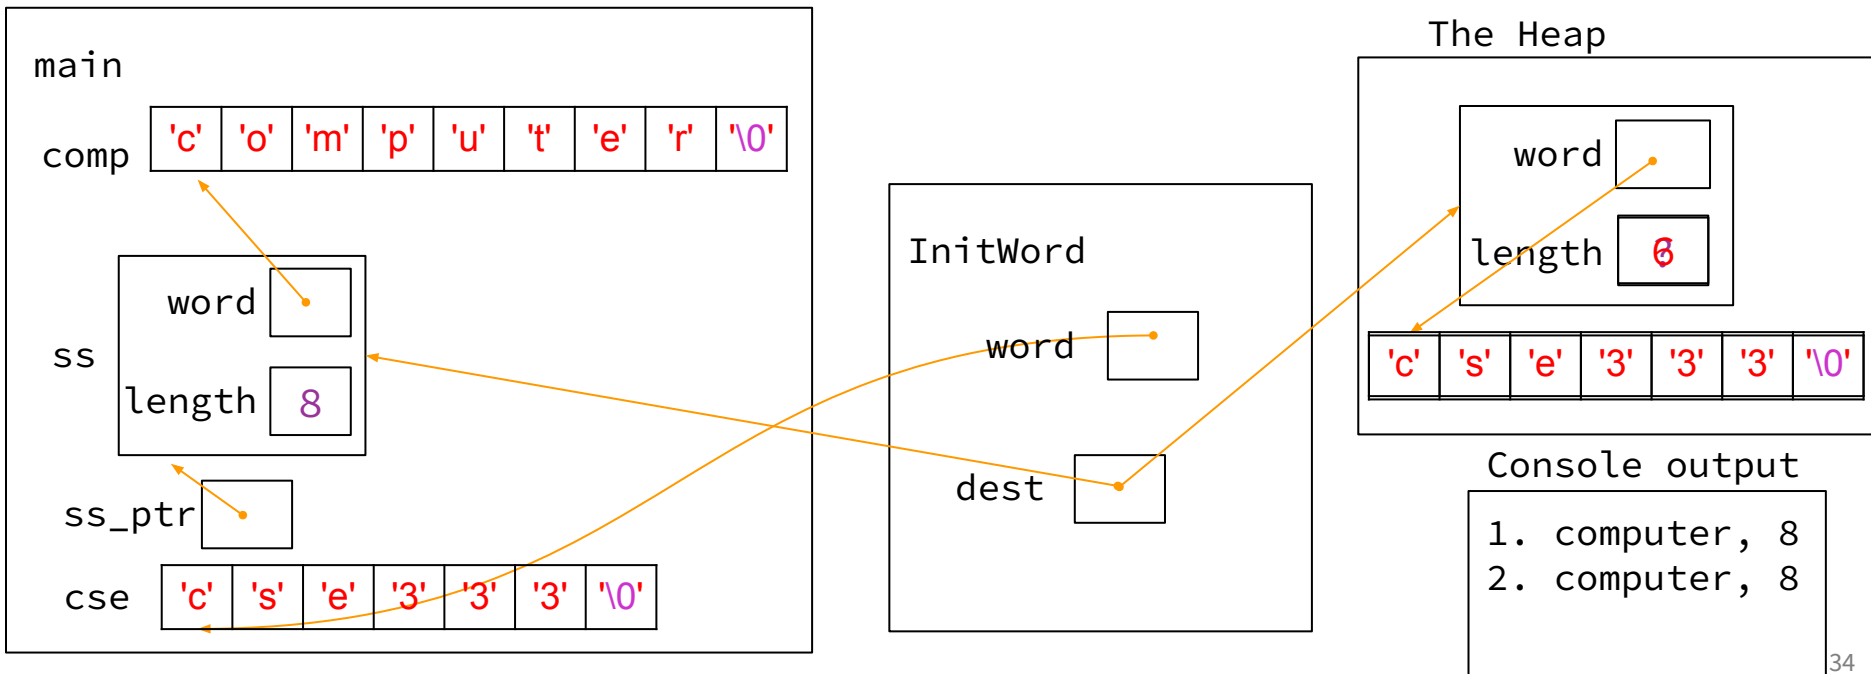 main
comp 'c' 'o' 'm' 'p' 'u' 't' 'e' 'r' '\0'
ss
word
length 8
ss_ptr
cse 'c' 's' 'e' '3' '3' '3' '\0'
InitWord
word
dest
The Heap
word
length 6
'c' 's' 'e' '3' '3' '3' '\0'
Console output
1. computer, 8
2. computer, 8
34